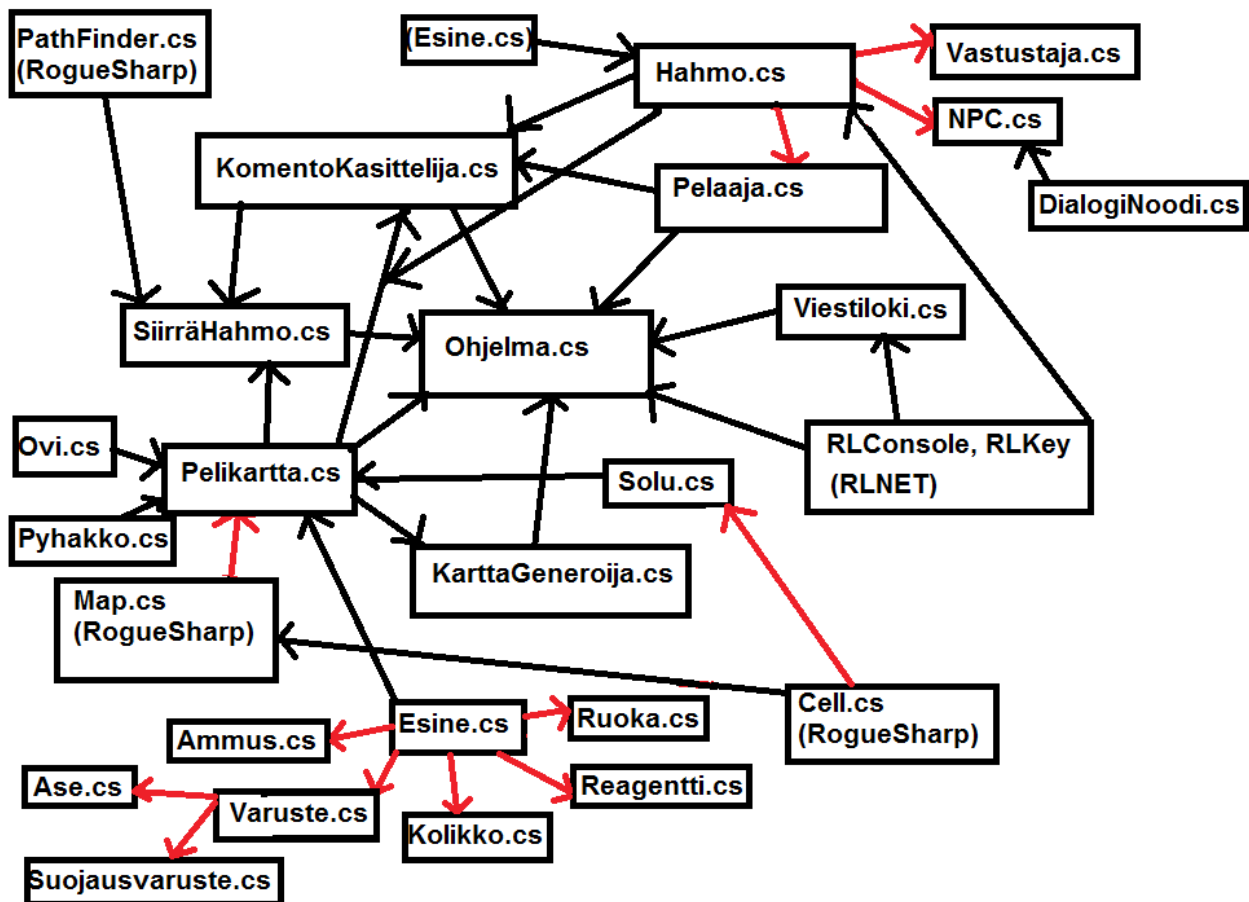 PathFinder.cs
(RogueSharp)
(Esine.cs)
Hahmo.cs
Vastustaja.cs
NPC.cs
KomentoKasittelija.cs
Pelaaja.cs
DialogiNoodi.cs
SiirräHahmo.cs
Ohjelma.cs
Viestiloki.cs
Ovi.cs
Pelikartta.cs
Solu.cs
RLConsole, RLKey
(RLNET)
Pyhakko.cs
KarttaGeneroija.cs
Map.cs
(RogueSharp)
Esine.cs
Ruoka.cs
Cell.cs
(RogueSharp)
Ammus.cs
Ase.cs
Varuste.cs
Reagentti.cs
Kolikko.cs
Suojausvaruste.cs